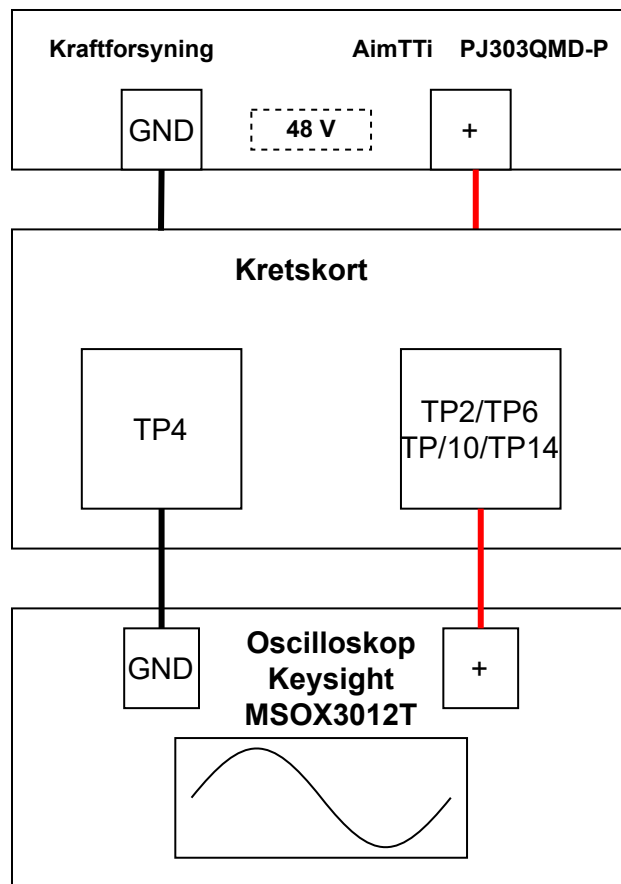 Kraftforsyning AimTTi PJ303QMD-P
GND 48 V +
Kretskort
TP4
TP2/TP6
TP/10/TP14
Oscilloskop
Keysight
MSOX3012T
GND +